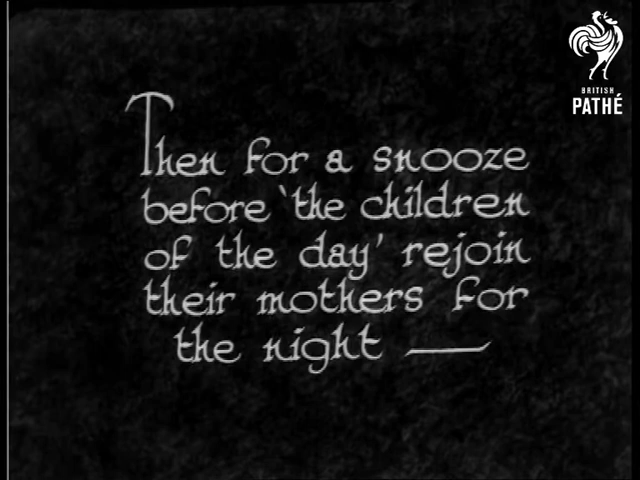 BRITISH
PATHÉ
Then for a snooze
before 'the children
of the day' rejoin
their mothers for
the night —